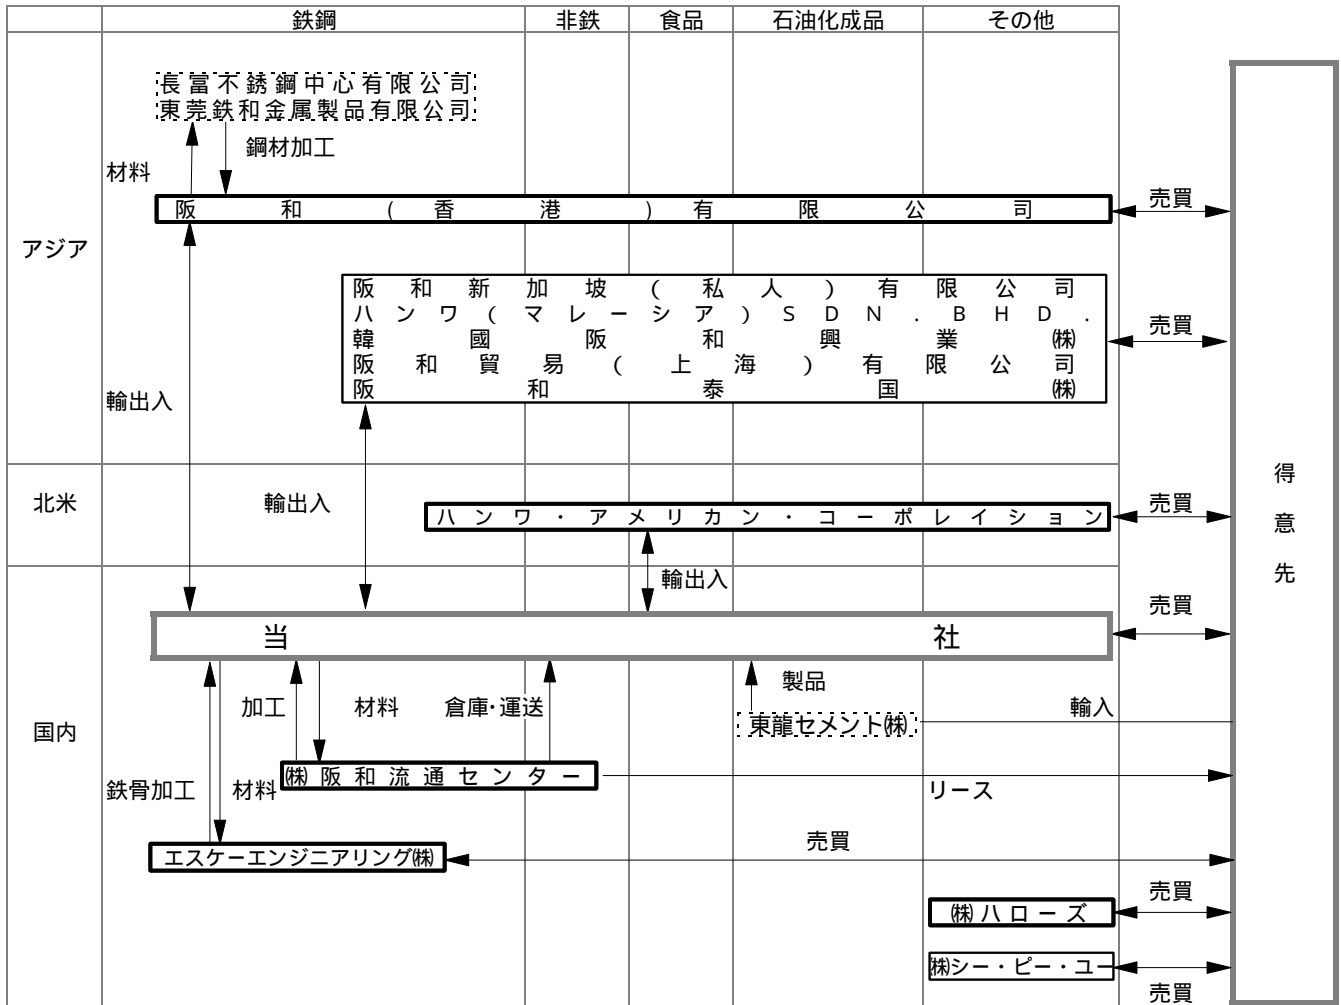 鉄鋼 非鉄 食品 石油化成品 その他
長富不銹鋼中心有限公司
東莞鉄和金属製品有限公司
鋼材加工
材料
阪和(香港)有限公司
売買
アジア
阪和新加坡(私人)有限公司
ハンワ(マレーシア)SDN.BHD.
韓國阪和興業㈱
阪和貿易(上海)有限公司
阪和泰国㈱
売買
輸出入
得意先
北米
輸出入
ハンワ・アメリカン・コーポレイション
売買
輸出入
売買
当社
製品
加工
材料
倉庫・運送
東龍セメント㈱
輸入
国内
㈱阪和流通センター
鉄骨加工
材料
リース
売買
エスケーエンジニアリング㈱
売買
㈱ハローズ
㈱シー・ピー・ユー
売買